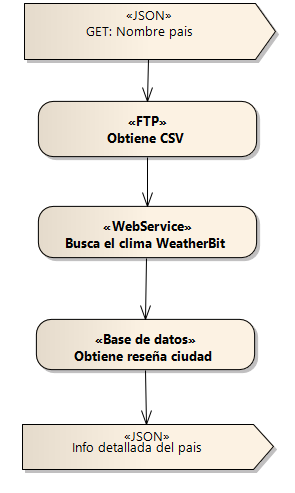 «JSON»
GET: Nombre pais
«FTP»
Obtiene CSV
«WebService»
Busca el clima WeatherBit
«Base de datos»
Obtiene reseña ciudad
«JSON»
Info detallada del pais